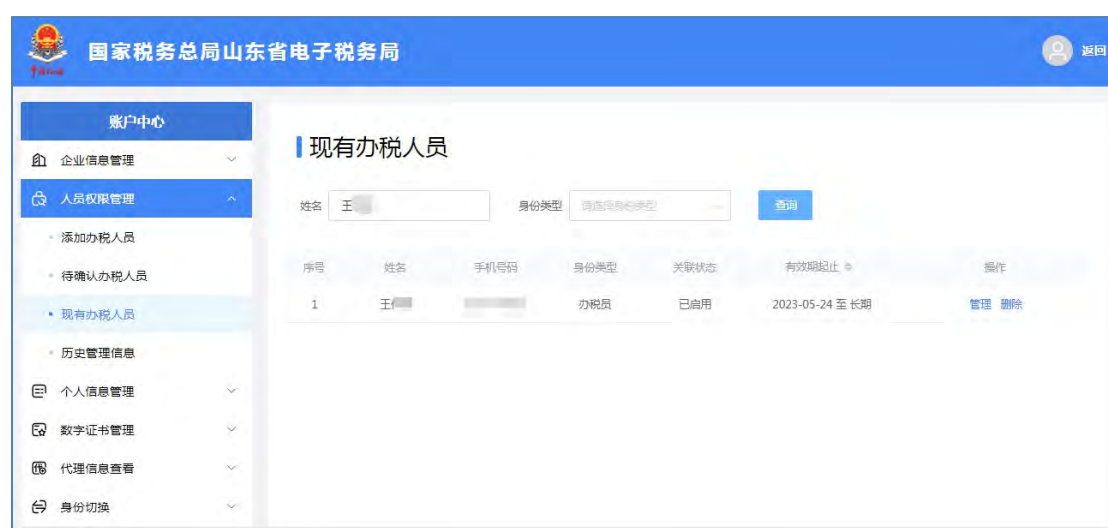 国家税务总局山东省电子税务局
返回
账户中心
企业信息管理
人员权限管理
添加办税人员
待确认办税人员
现有办税人员
历史管理信息
个人信息管理
数字证书管理
代理信息查看
身份切换
现有办税人员
姓名 王 身份类型 请选择身份类型 查询
序号 姓名 手机号码 身份类型 关联状态 有效期起止 操作
1 王 办税员 已启用 2023-05-24 至 长期 管理 删除